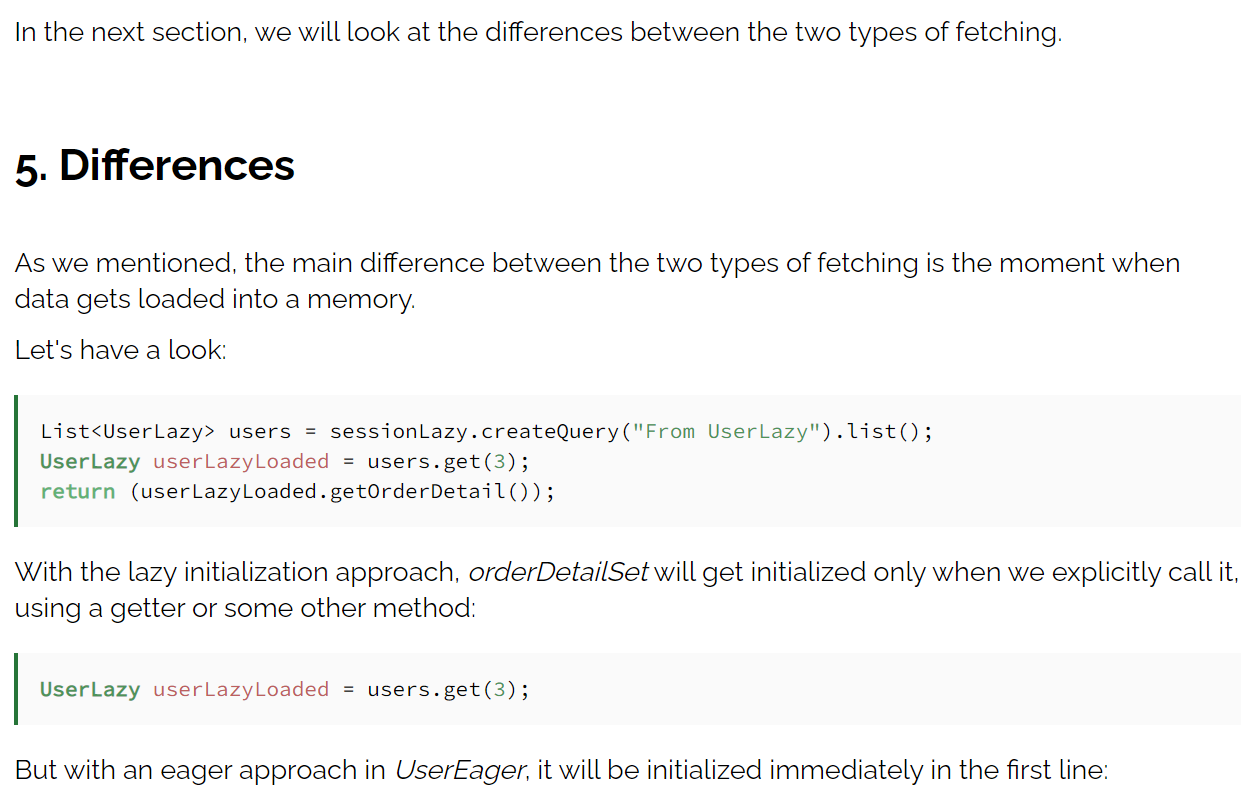 In the next section, we will look at the differences between the two types of fetching.
5. Differences
As we mentioned, the main difference between the two types of fetching is the moment when
data gets loaded into a memory.
Let's have a look:
List<UserLazy> users = sessionLazy.createQuery("From UserLazy").list();
UserLazy userLazyLoaded = users.get(3);
return (userLazyLoaded.getOrderDetail());
With the lazy initialization approach, orderDetailSet will get initialized only when we explicitly call it,
using a getter or some other method:
UserLazy userLazyLoaded = users.get(3);
But with an eager approach in UserEager, it will be initialized immediately in the first line: